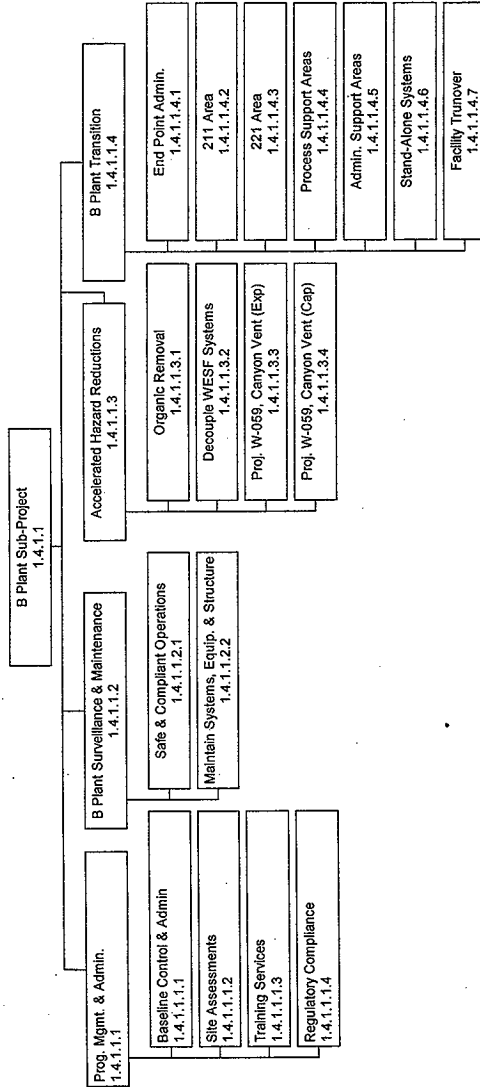 B Plant Sub-Project
1.4.1.1
Prog. Mgmt. & Admin.
1.4.1.1.1
Baseline Control & Admin
1.4.1.1.1.1
Site Assessments
1.4.1.1.1.2
Training Services
1.4.1.1.1.3
Regulatory Compliance
1.4.1.1.1.4
B Plant Surveillance & Maintenance
1.4.1.1.2
Safe & Compliant Operations
1.4.1.1.2.1
Maintain Systems, Equip. & Structure
1.4.1.1.2.2
Accelerated Hazard Reductions
1.4.1.1.3
Organic Removal
1.4.1.1.3.1
Decouple WESF Systems
1.4.1.1.3.2
Proj. W-059, Canyon Vent (Exp)
1.4.1.1.3.3
Proj. W-059, Canyon Vent (Cap)
1.4.1.1.3.4
B Plant Transition
1.4.1.1.4
End Point Admin.
1.4.1.1.4.1
211 Area
1.4.1.1.4.2
221 Area
1.4.1.1.4.3
Process Support Areas
1.4.1.1.4.4
Admin. Support Areas
1.4.1.1.4.5
Stand-Alone Systems
1.4.1.1.4.6
Facility Trunover
1.4.1.1.4.7